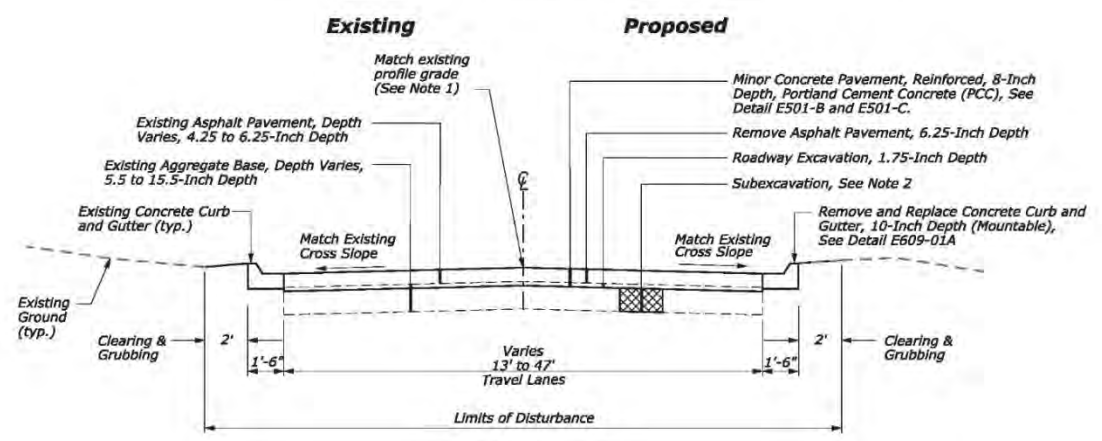 Existing
Proposed
Match existing
profile grade
(See Note 1)
Minor Concrete Pavement, Reinforced, 8-Inch
Depth, Portland Cement Concrete (PCC), See
Detail E501-B and E501-C.
Existing Asphalt Pavement, Depth
Varies, 4.25 to 6.25-Inch Depth
Remove Asphalt Pavement, 6.25-Inch Depth
Existing Aggregate Base, Depth Varies,
5.5 to 15.5-Inch Depth
Roadway Excavation, 1.75-Inch Depth
Subexcavation, See Note 2
℄
Existing Concrete Curb
and Gutter (typ.)
Remove and Replace Concrete Curb and
Gutter, 10-Inch Depth (Mountable),
See Detail E609-01A
Match Existing
Cross Slope
Match Existing
Cross Slope
Existing
Ground
(typ.)
Clearing &
Grubbing
2'
1'-6"
Varies
13' to 47'
Travel Lanes
1'-6"
2'
Clearing &
Grubbing
Limits of Disturbance